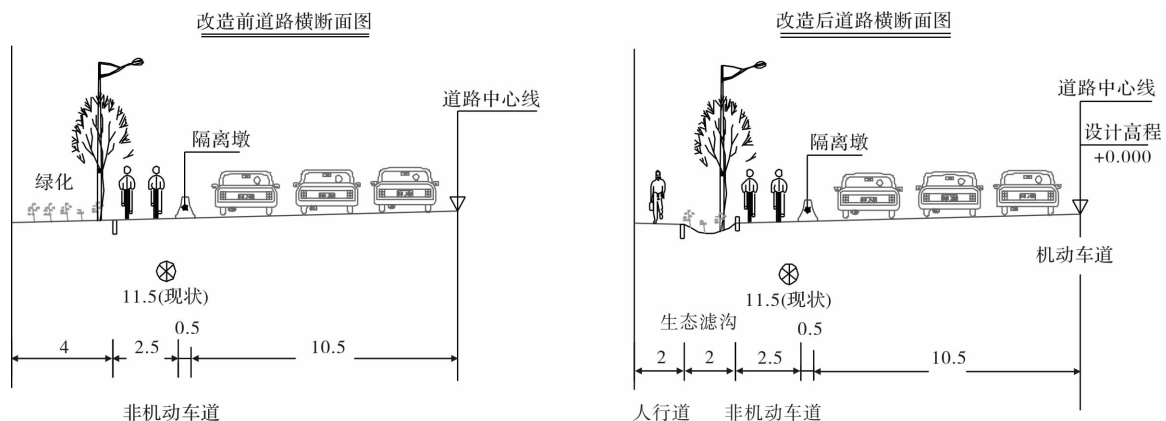 改造前道路横断面图
道路中心线
隔离墩
绿化
11.5(现状)
0.5
4
2.5
10.5
非机动车道
改造后道路横断面图
道路中心线
设计高程
+0.000
隔离墩
机动车道
11.5(现状)
生态滤沟
0.5
2
2
2.5
10.5
人行道
非机动车道